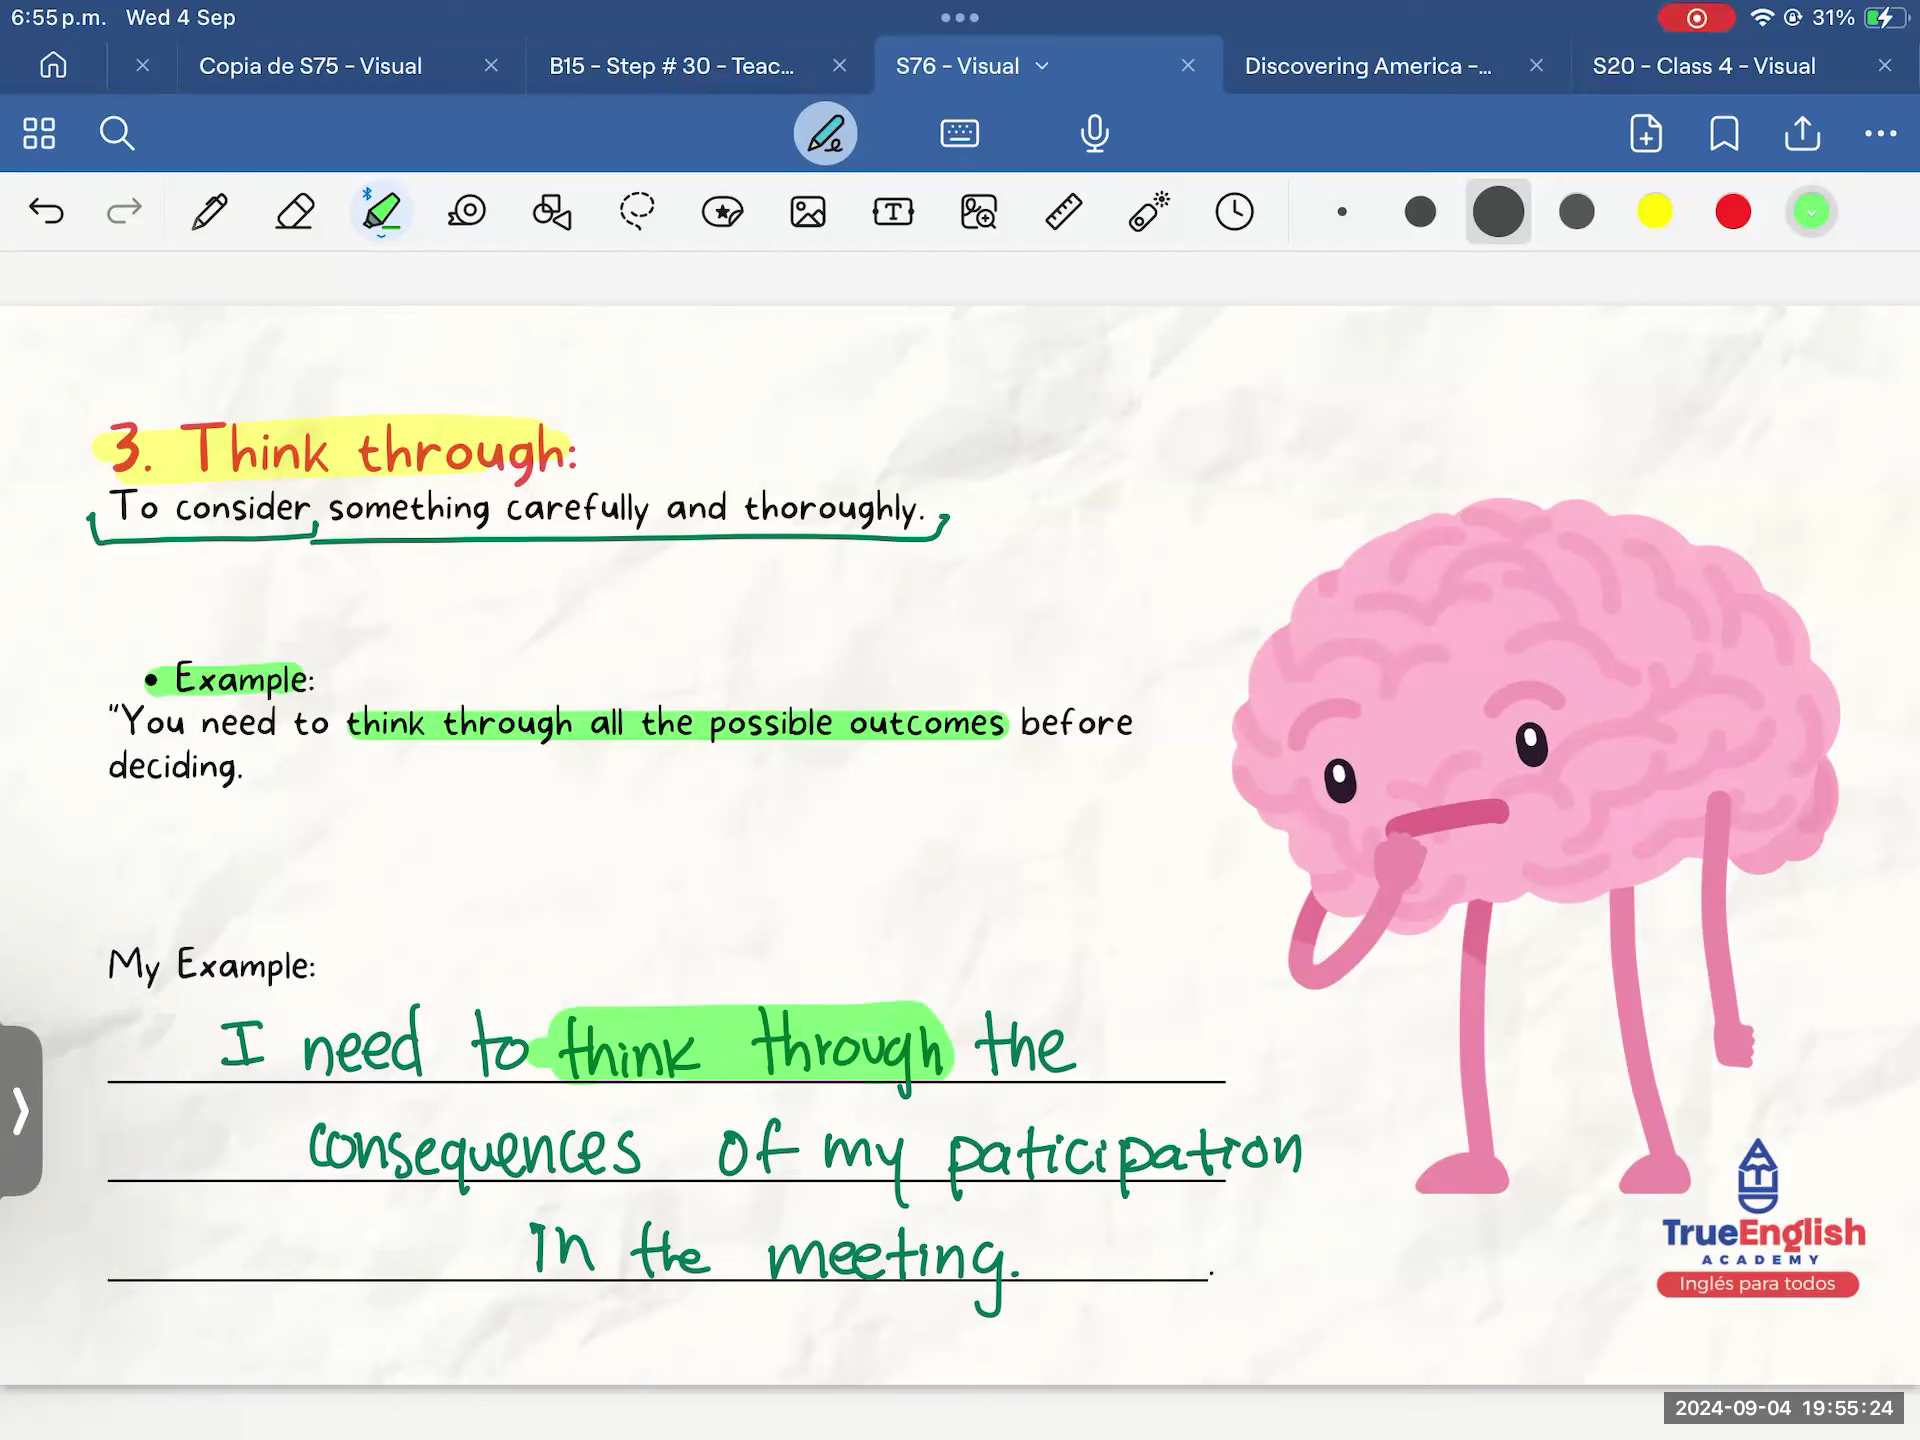 6:55 p.m. Wed 4 Sep
31%
Copia de S75 - Visual
B15 - Step # 30 - Teac...
S76 - Visual
Discovering America -...
S20 - Class 4 - Visual
3. Think through:
To consider something carefully and thoroughly.
• Example:
"You need to think through all the possible outcomes before
deciding.
My Example:
I need to think through the
consequences of my paticipation
in the meeting.
TrueEnglish
ACADEMY
Inglés para todos
2024-09-04 19:55:24